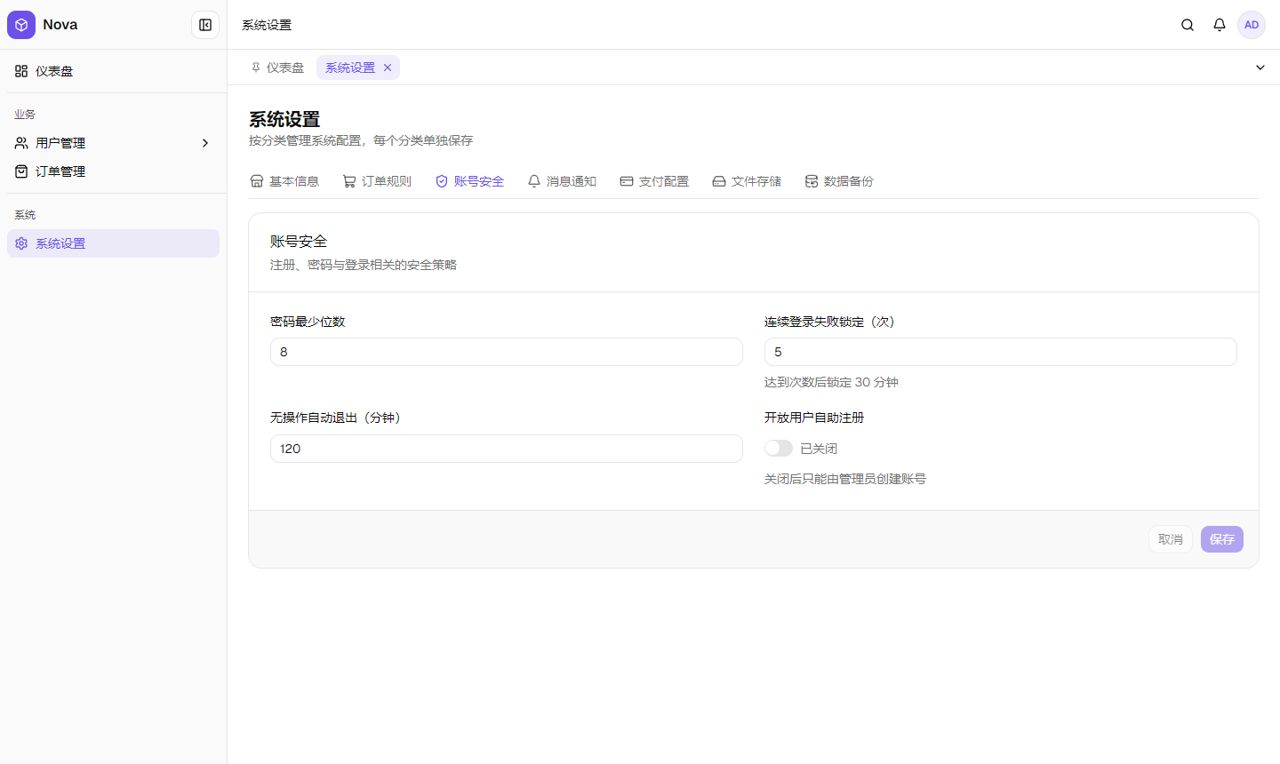 Nova
系统设置
AD
仪表盘
仪表盘
系统设置
业务
用户管理
订单管理
系统
系统设置
系统设置
按分类管理系统配置，每个分类单独保存
基本信息
订单规则
账号安全
消息通知
支付配置
文件存储
数据备份
账号安全
注册、密码与登录相关的安全策略
密码最少位数
8
连续登录失败锁定（次）
5
达到次数后锁定 30 分钟
无操作自动退出（分钟）
120
开放用户自助注册
已关闭
关闭后只能由管理员创建账号
取消
保存